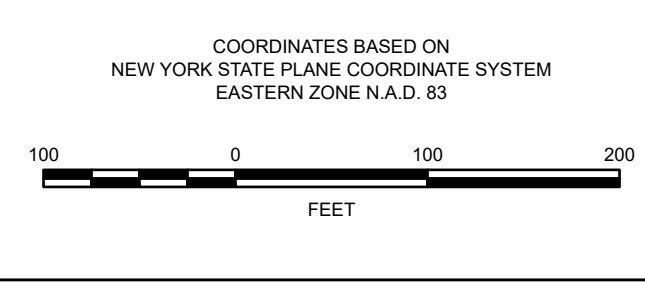 COORDINATES BASED ON
NEW YORK STATE PLANE COORDINATE SYSTEM
EASTERN ZONE N.A.D. 83
100 0 100 200
FEET